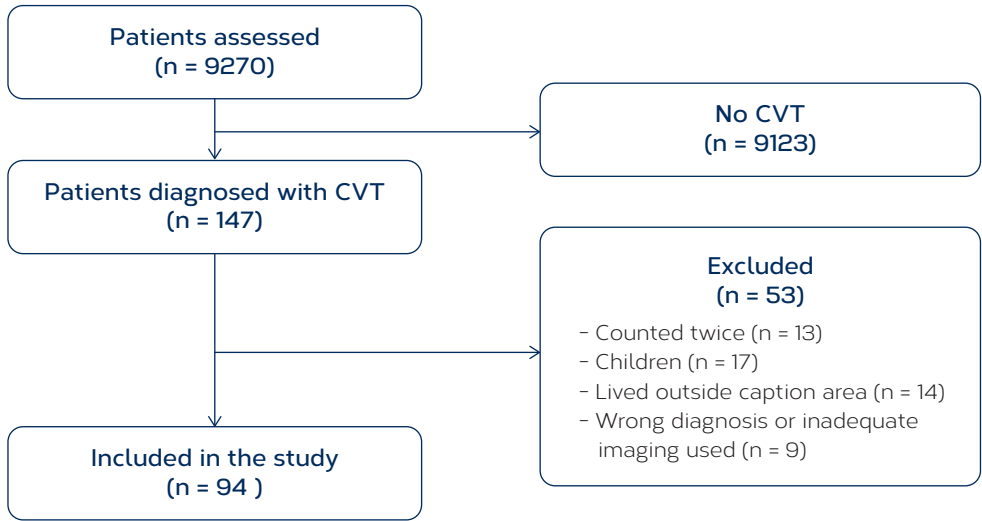 Patients assessed
(n = 9270)
No CVT
(n = 9123)
Patients diagnosed with CVT
(n = 147)
Excluded
(n = 53)
- Counted twice (n = 13)
- Children (n = 17)
- Lived outside caption area (n = 14)
- Wrong diagnosis or inadequate
imaging used (n = 9)
Included in the study
(n = 94 )